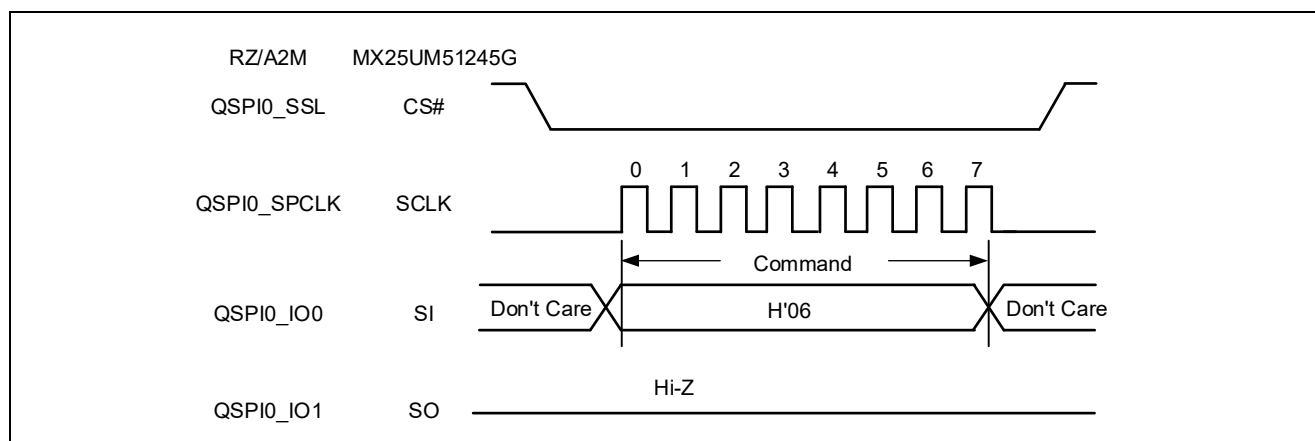 RZ/A2M MX25UM51245G
QSPI0_SSL CS#
0 1 2 3 4 5 6 7
QSPI0_SPCLK SCLK
Command
QSPI0_IO0 SI Don't Care H'06 Don't Care
Hi-Z
QSPI0_IO1 SO